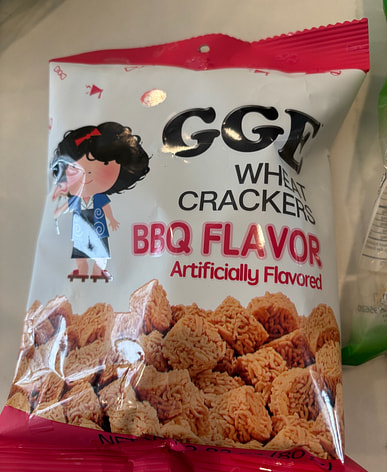 GGE
WHEAT
CRACKERS
BBQ FLAVOR
Artificially Flavored